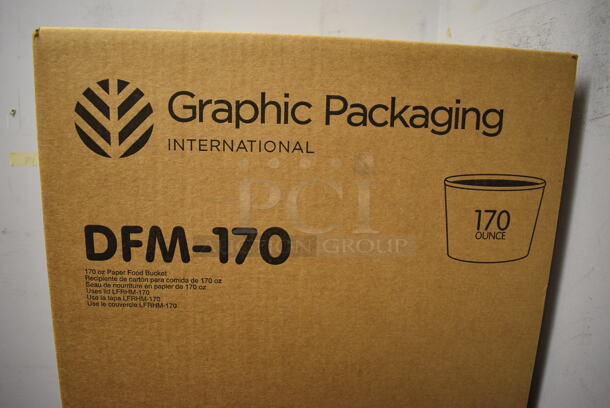 Graphic Packaging
INTERNATIONAL
PCI
AUCTION GROUP
DFM-170
170 OUNCE
170 oz Paper Food Bucket
Recipiente de cartón para comida de 170 oz
Seau de nourriture en papier de 170 oz
Uses lid LFRHM-170
Use la tapa LFRHM-170
Use le couvercle LFRHM-170